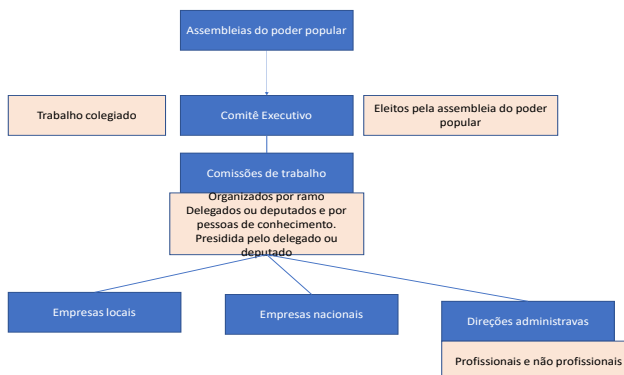 Assembleias do poder popular
Trabalho colegiado
Comitê Executivo
Eleitos pela assembleia do poder
popular
Comissões de trabalho
Organizados por ramo
Delegados ou deputados e por
pessoas de conhecimento.
Presidida pelo delegado ou
deputado
Empresas locais
Empresas nacionais
Direções administravas
Profissionais e não profissionais